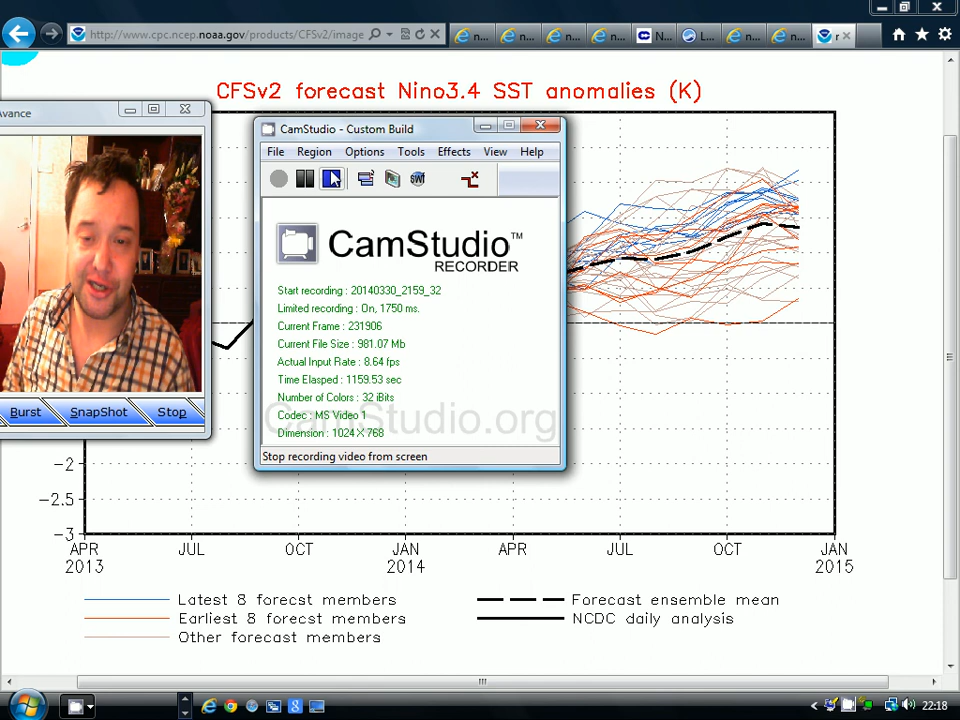 http://www.cpc.ncep.noaa.gov/products/CFSv2/image
n...
n...
n...
n...
N...
L...
n...
n...
n
CFSv2 forecast Nino3.4 SST anomalies (K)
Avance
CamStudio - Custom Build
File Region Options Tools Effects View Help
SWf
CamStudio™
RECORDER
Start recording : 20140330_2159_32
Limited recording : On, 1750 ms.
Current Frame : 231906
Current File Size : 981.07 Mb
Actual Input Rate : 8.64 fps
Time Elasped : 1159.53 sec
Number of Colors : 32 iBits
Codec : MS Video 1
Dimension : 1024 X 768
CamStudio.org
Stop recording video from screen
Burst SnapShot Stop
-2
-2.5
-3
APR JUL OCT JAN APR JUL OCT JAN
2013 2014 2015
Latest 8 forecst members
Earliest 8 forecst members
Other forecast members
Forecast ensemble mean
NCDC daily analysis
22:18